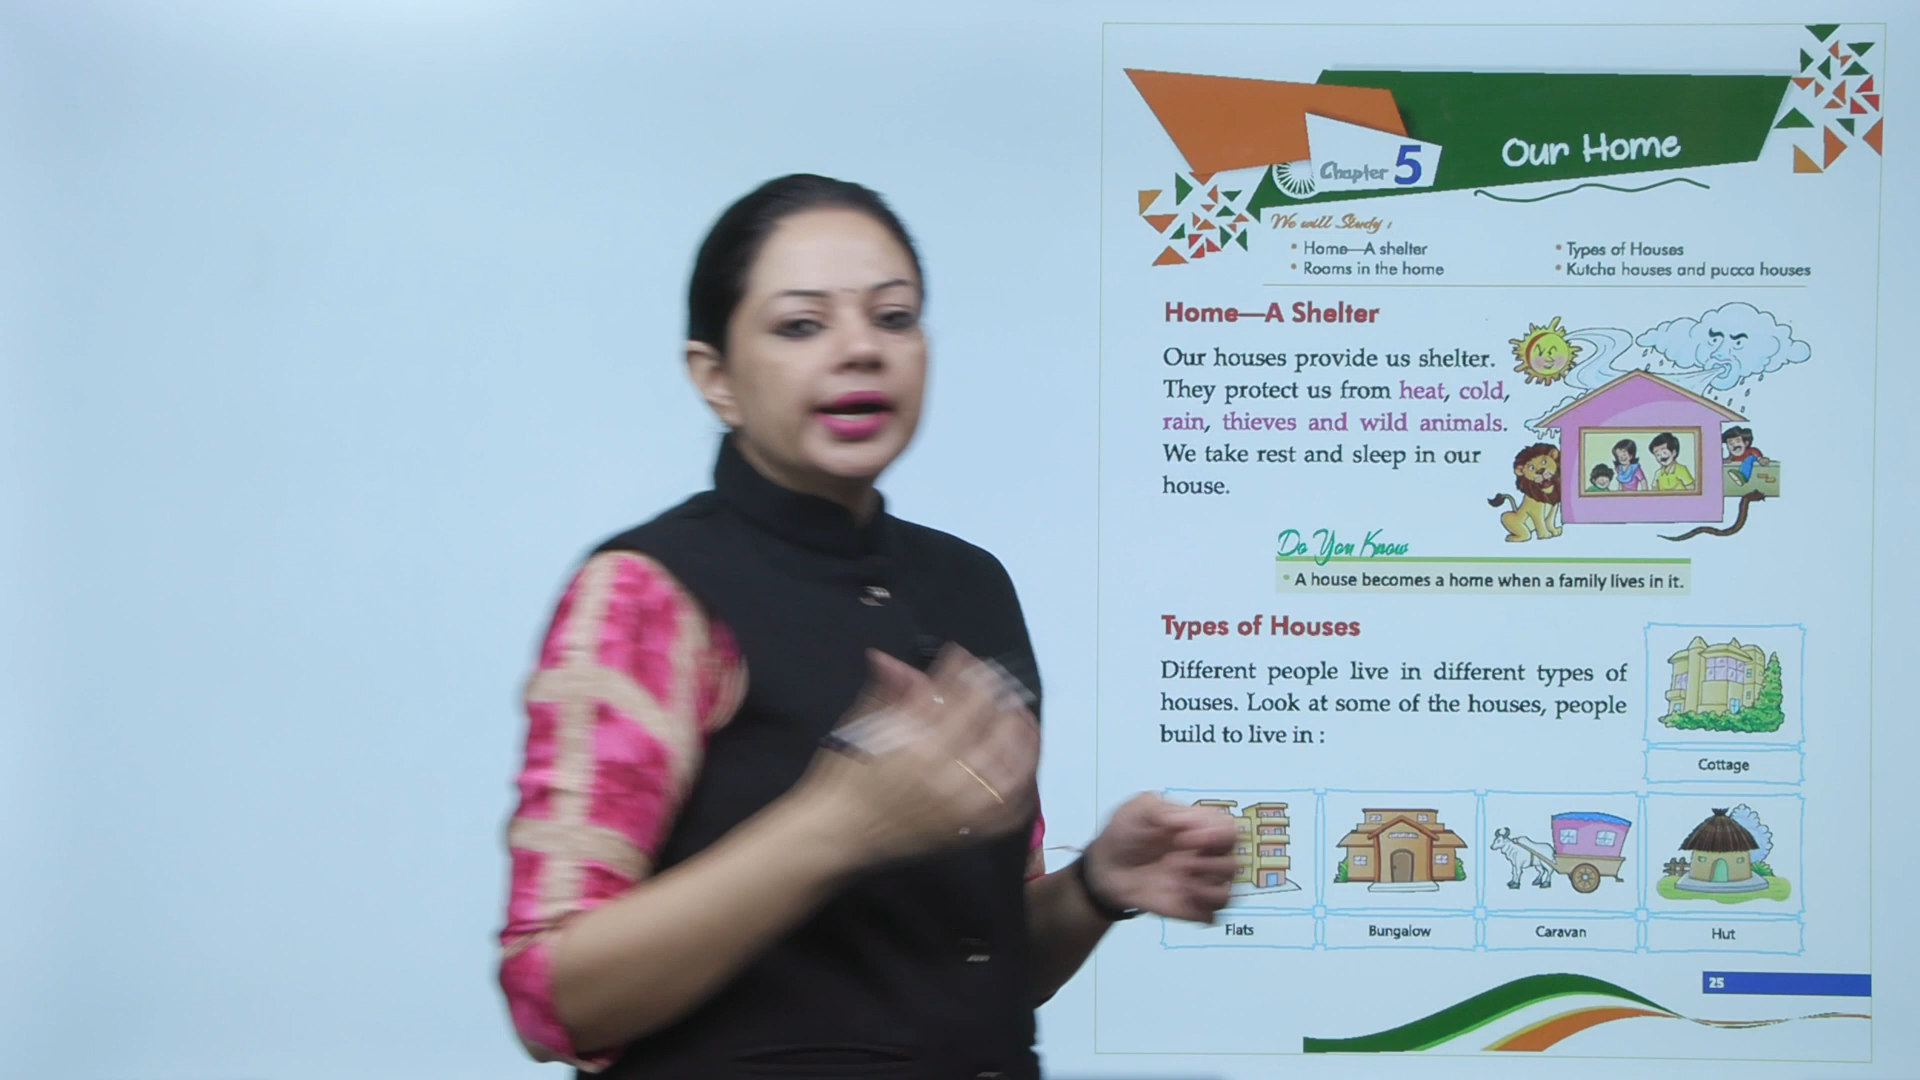 Chapter 5
Our Home
We will Study :
• Home—A shelter
• Rooms in the home
• Types of Houses
• Kutcha houses and pucca houses
Home—A Shelter
Our houses provide us shelter.
They protect us from heat, cold,
rain, thieves and wild animals.
We take rest and sleep in our
house.
Do You Know
• A house becomes a home when a family lives in it.
Types of Houses
Different people live in different types of
houses. Look at some of the houses, people
build to live in :
Cottage
Flats
Bungalow
Caravan
Hut
25